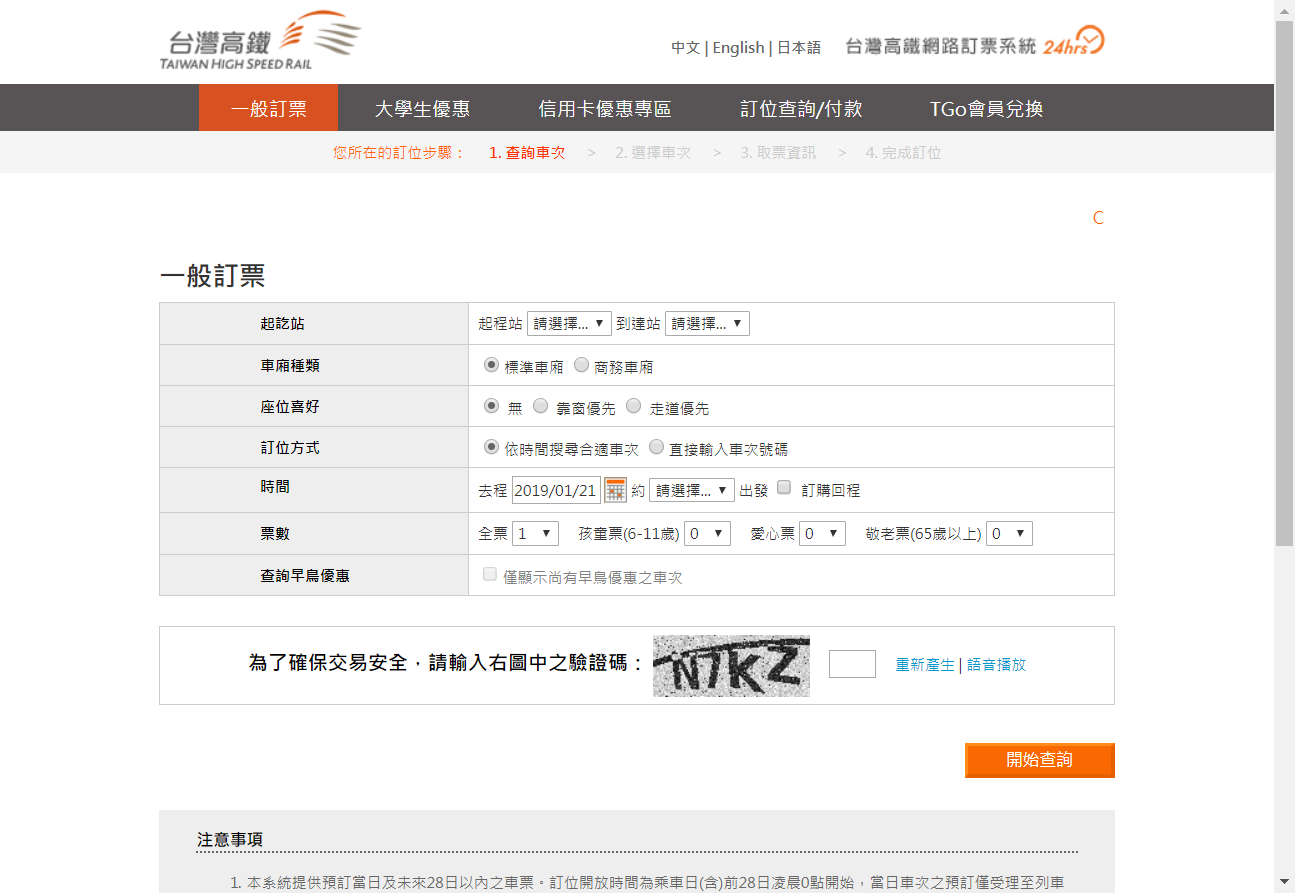 台灣高鐵
TAIWAN HIGH SPEED RAIL
中文 | English | 日本語 台灣高鐵網路訂票系統 24hrs
一般訂票 大學生優惠 信用卡優惠專區 訂位查詢/付款 TGo會員兌換
您所在的訂位步驟： 1. 查詢車次 > 2. 選擇車次 > 3. 取票資訊 > 4. 完成訂位
C
一般訂票
起訖站 起程站 請選擇... 到達站 請選擇...
車廂種類 標準車廂 商務車廂
座位喜好 無 靠窗優先 走道優先
訂位方式 依時間搜尋合適車次 直接輸入車次號碼
時間 去程 2019/01/21 約 請選擇... 出發 訂購回程
票數 全票 1 孩童票(6-11歲) 0 愛心票 0 敬老票(65歲以上) 0
查詢早鳥優惠 僅顯示尚有早鳥優惠之車次
為了確保交易安全，請輸入右圖中之驗證碼： N7KZ 重新產生 | 語音播放
開始查詢
注意事項
1. 本系統提供預訂當日及未來28日以內之車票。訂位開放時間為乘車日(含)前28日凌晨0點開始，當日車次之預訂僅受理至列車